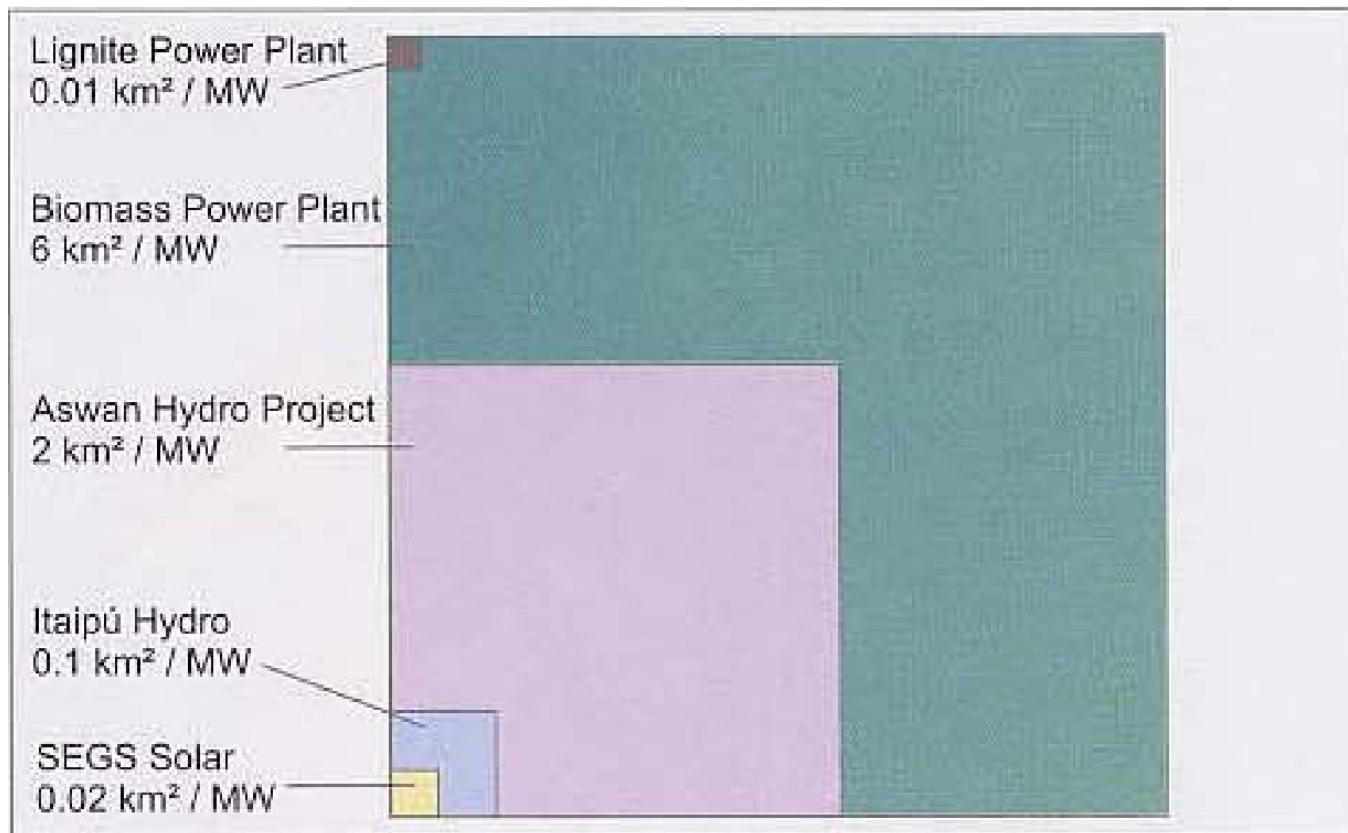 Lignite Power Plant
0.01 km² / MW
Biomass Power Plant
6 km² / MW
Aswan Hydro Project
2 km² / MW
Itaipú Hydro
0.1 km² / MW
SEGS Solar
0.02 km² / MW